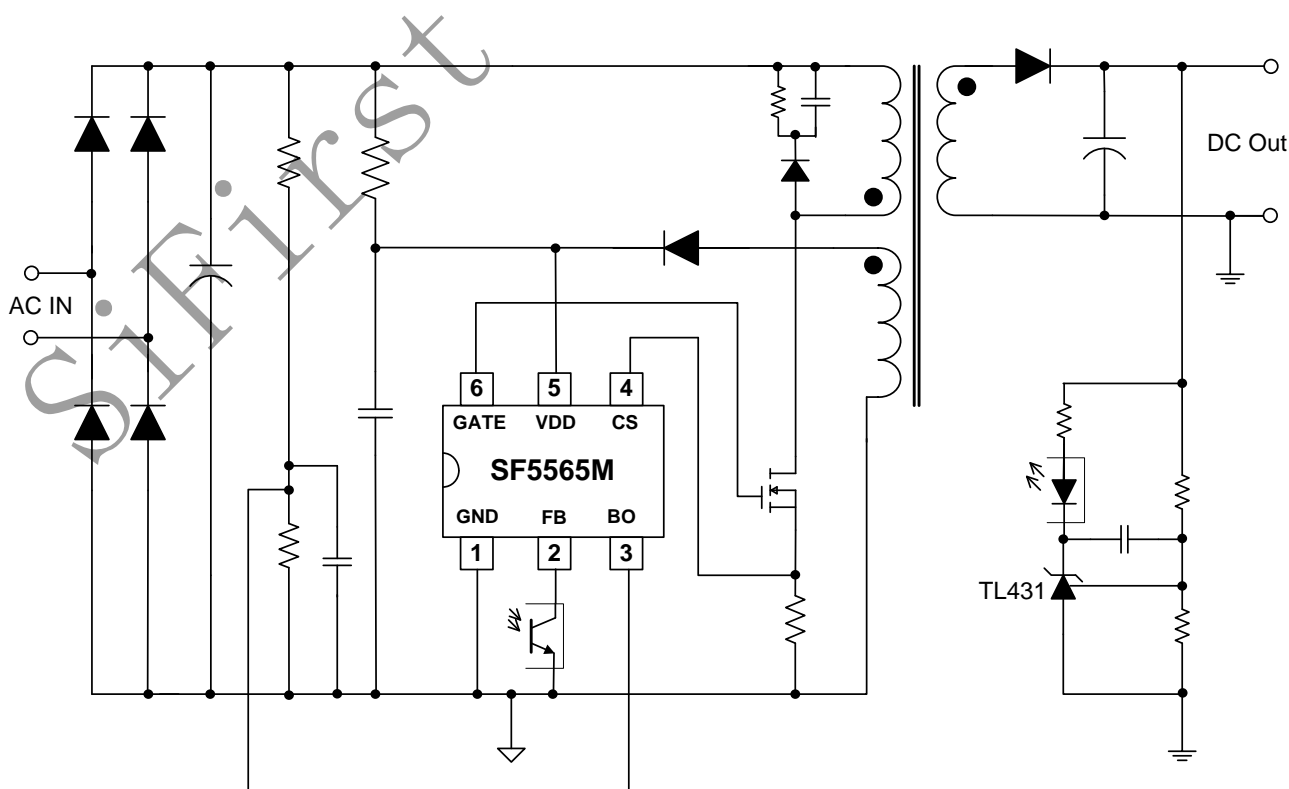 SiFirst
DC Out
AC IN
6 5 4
GATE VDD CS
SF5565M
GND FB BO
1 2 3
TL431